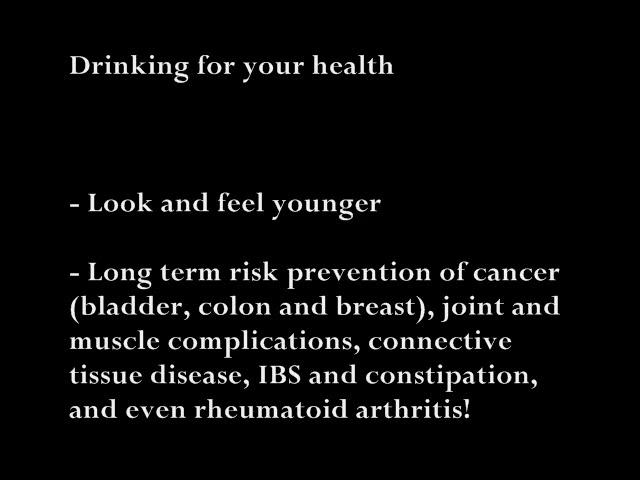 Drinking for your health
- Look and feel younger
- Long term risk prevention of cancer
(bladder, colon and breast), joint and
muscle complications, connective
tissue disease, IBS and constipation,
and even rheumatoid arthritis!